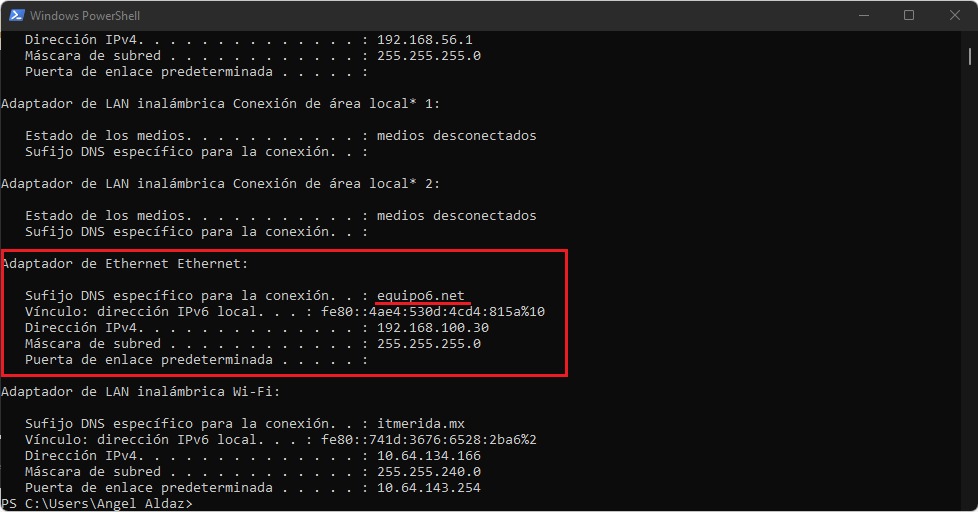 Windows PowerShell
Dirección IPv4. . . . . . . . . . . . . . : 192.168.56.1
Máscara de subred . . . . . . . . . . . . : 255.255.255.0
Puerta de enlace predeterminada . . . . . :
Adaptador de LAN inalámbrica Conexión de área local* 1:
Estado de los medios. . . . . . . . . . . : medios desconectados
Sufijo DNS específico para la conexión. . :
Adaptador de LAN inalámbrica Conexión de área local* 2:
Estado de los medios. . . . . . . . . . . : medios desconectados
Sufijo DNS específico para la conexión. . :
Adaptador de Ethernet Ethernet:
Sufijo DNS específico para la conexión. . : equipo6.net
Vínculo: dirección IPv6 local. . . : fe80::4ae4:530d:4cd4:815a%10
Dirección IPv4. . . . . . . . . . . . . . : 192.168.100.30
Máscara de subred . . . . . . . . . . . . : 255.255.255.0
Puerta de enlace predeterminada . . . . . :
Adaptador de LAN inalámbrica Wi-Fi:
Sufijo DNS específico para la conexión. . : itmerida.mx
Vínculo: dirección IPv6 local. . . : fe80::741d:3676:6528:2ba6%2
Dirección IPv4. . . . . . . . . . . . . . : 10.64.134.166
Máscara de subred . . . . . . . . . . . . : 255.255.240.0
Puerta de enlace predeterminada . . . . . : 10.64.143.254
PS C:\Users\Angel Aldaz>